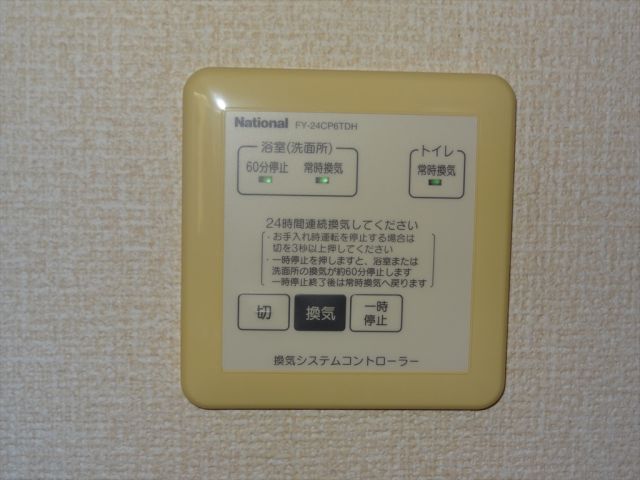 National FY-24CP6TDH
浴室(洗面所) トイレ
60分停止 常時換気 常時換気
24時間連続換気してください
・お手入れ時運転を停止する場合は
切を3秒以上押してください
・一時停止を押しますと、浴室または
洗面所の換気が約60分停止します
一時停止終了後は常時換気へ戻ります
切 換気 一時
停止
換気システムコントローラー